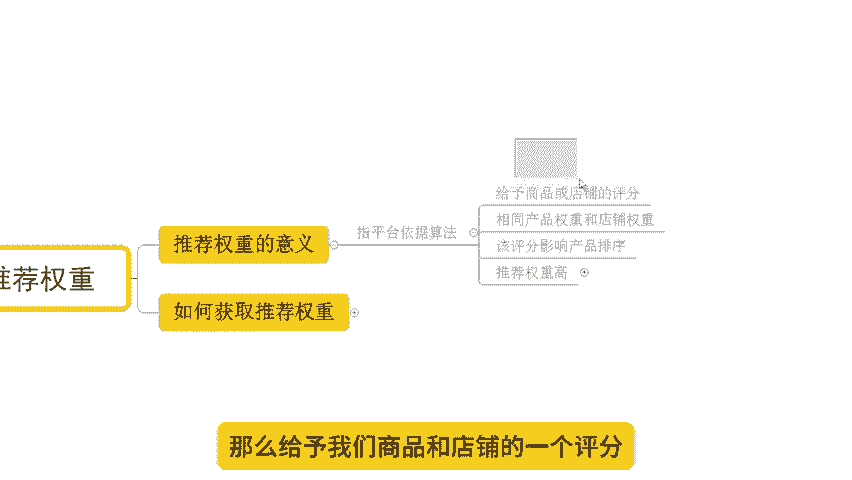 推荐权重
推荐权重的意义
指平台依据算法
给予商品或店铺的评分
相同产品权重和店铺权重
该评分影响产品排序
推荐权重高
如何获取推荐权重
那么给予我们商品和店铺的一个评分